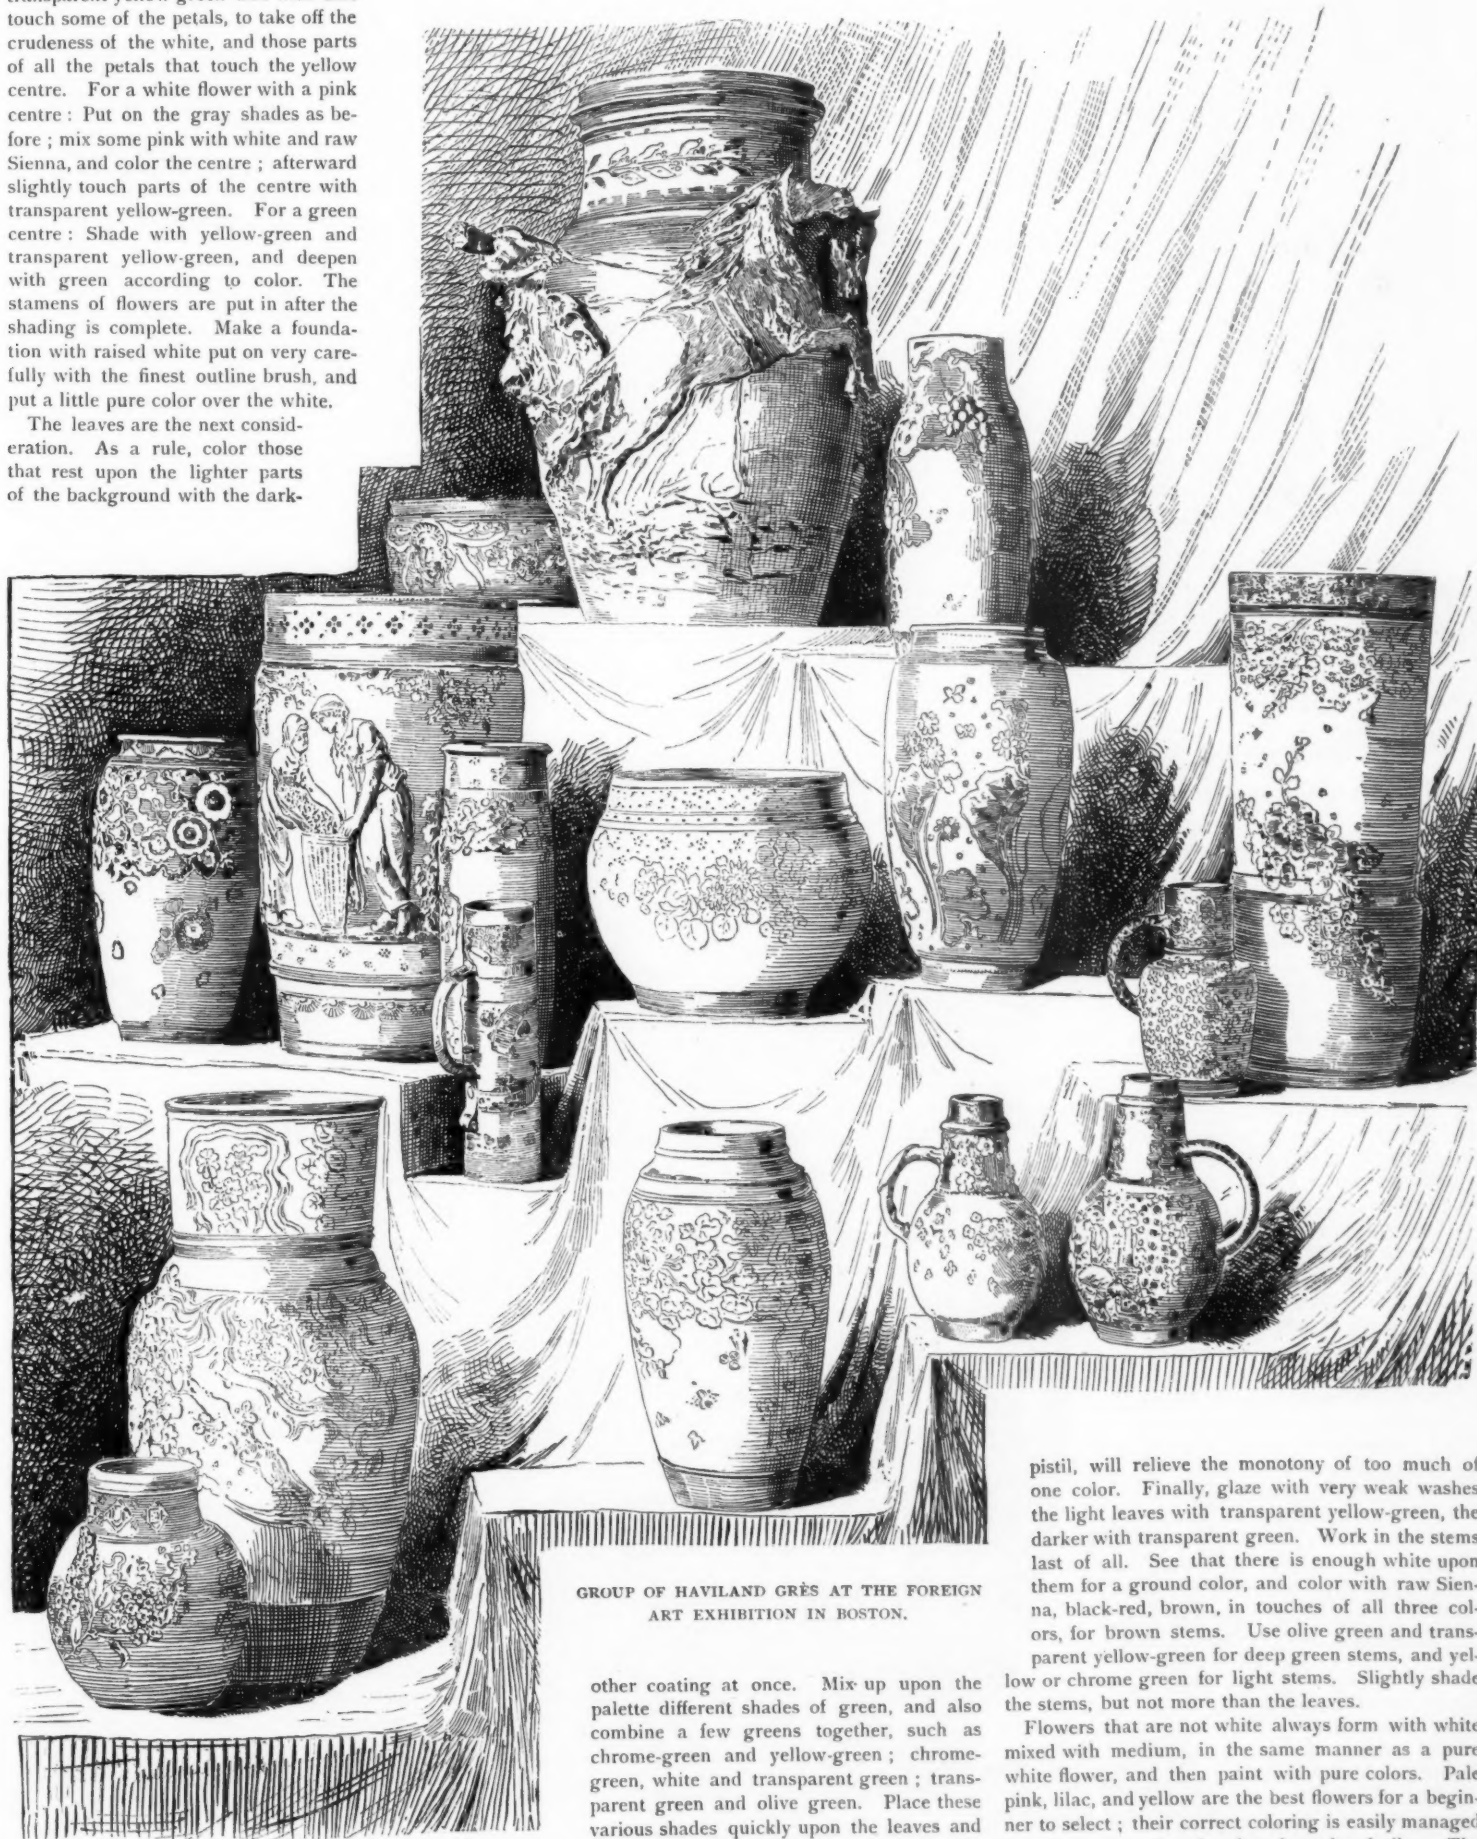 touch some of the petals, to take off the
crudeness of the white, and those parts
of all the petals that touch the yellow
centre. For a white flower with a pink
centre : Put on the gray shades as be-
fore ; mix some pink with white and raw
Sienna, and color the centre ; afterward
slightly touch parts of the centre with
transparent yellow-green. For a green
centre : Shade with yellow-green and
transparent yellow-green, and deepen
with green according to color. The
stamens of flowers are put in after the
shading is complete. Make a founda-
tion with raised white put on very care-
fully with the finest outline brush, and
put a little pure color over the white.
The leaves are the next consid-
eration. As a rule, color those
that rest upon the lighter parts
of the background with the dark-
GROUP OF HAVILAND GRÈS AT THE FOREIGN
ART EXHIBITION IN BOSTON.
other coating at once. Mix up upon the
palette different shades of green, and also
combine a few greens together, such as
chrome-green and yellow-green ; chrome-
green, white and transparent green ; trans-
parent green and olive green. Place these
various shades quickly upon the leaves and
pistil, will relieve the monotony of too much of
one color. Finally, glaze with very weak washes
the light leaves with transparent yellow-green, the
darker with transparent green. Work in the stems
last of all. See that there is enough white upon
them for a ground color, and color with raw Sien-
na, black-red, brown, in touches of all three col-
ors, for brown stems. Use olive green and trans-
parent yellow-green for deep green stems, and yel-
low or chrome green for light stems. Slightly shade
the stems, but not more than the leaves.
Flowers that are not white always form with white
mixed with medium, in the same manner as a pure
white flower, and then paint with pure colors. Pale
pink, lilac, and yellow are the best flowers for a begin-
ner to select ; their correct coloring is easily managed